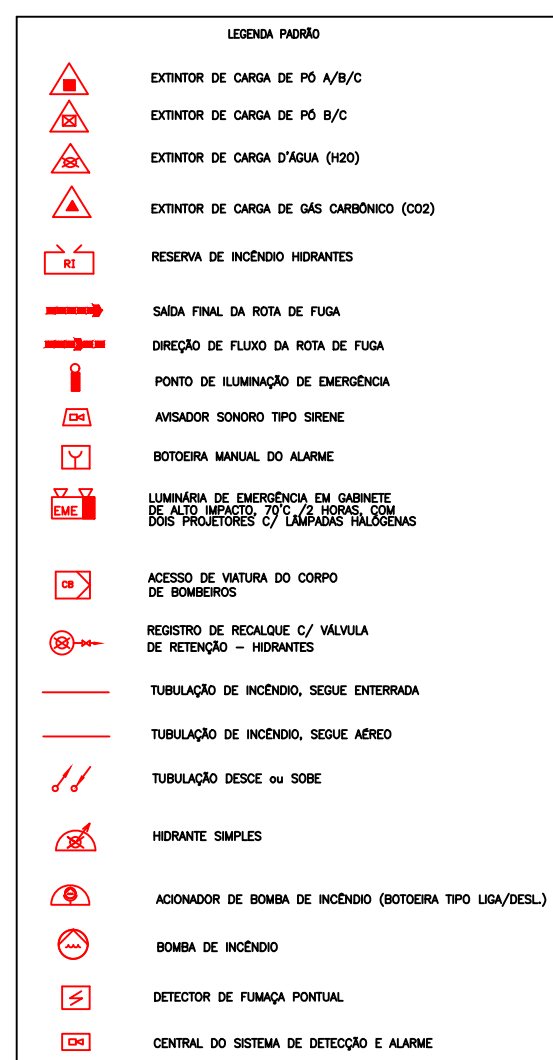 LEGENDA PADRÃO
EXTINTOR DE CARGA DE PÓ A/B/C
EXTINTOR DE CARGA DE PÓ B/C
EXTINTOR DE CARGA D'ÁGUA (H2O)
EXTINTOR DE CARGA DE GÁS CARBÔNICO (CO2)
RI
RESERVA DE INCÊNDIO HIDRANTES
SAÍDA FINAL DA ROTA DE FUGA
DIREÇÃO DE FLUXO DA ROTA DE FUGA
PONTO DE ILUMINAÇÃO DE EMERGÊNCIA
AVISADOR SONORO TIPO SIRENE
BOTOEIRA MANUAL DO ALARME
EME
LUMINÁRIA DE EMERGÊNCIA EM GABINETE
DE ALTO IMPACTO, 70°C /2 HORAS, COM
DOIS PROJETORES C/ LÂMPADAS HALÓGENAS
CB
ACESSO DE VIATURA DO CORPO
DE BOMBEIROS
REGISTRO DE RECALQUE C/ VÁLVULA
DE RETENÇÃO – HIDRANTES
TUBULAÇÃO DE INCÊNDIO, SEGUE ENTERRADA
TUBULAÇÃO DE INCÊNDIO, SEGUE AÉREO
TUBULAÇÃO DESCE ou SOBE
HIDRANTE SIMPLES
ACIONADOR DE BOMBA DE INCÊNDIO (BOTOEIRA TIPO LIGA/DESL.)
BOMBA DE INCÊNDIO
DETECTOR DE FUMAÇA PONTUAL
CENTRAL DO SISTEMA DE DETECÇÃO E ALARME